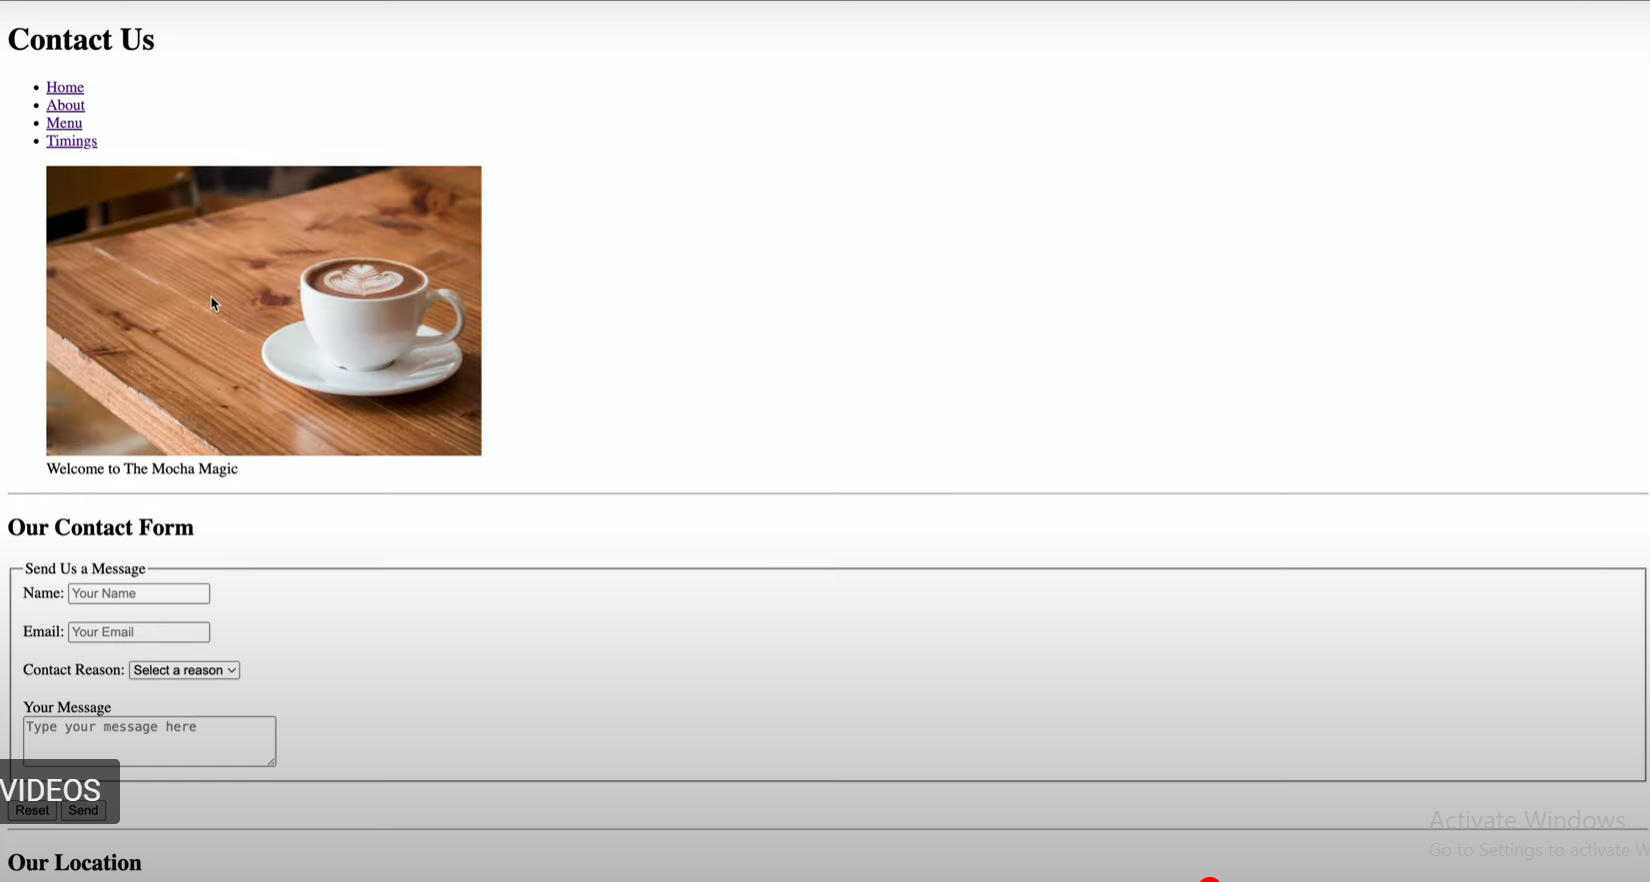 Contact Us
Home
About
Menu
Timings
Welcome to The Mocha Magic
Our Contact Form
Send Us a Message
Name: Your Name
Email: Your Email
Contact Reason: Select a reason
Your Message
Type your message here
VIDEOS
Reset Send
Activate Windows
Go to Settings to activate W
Our Location